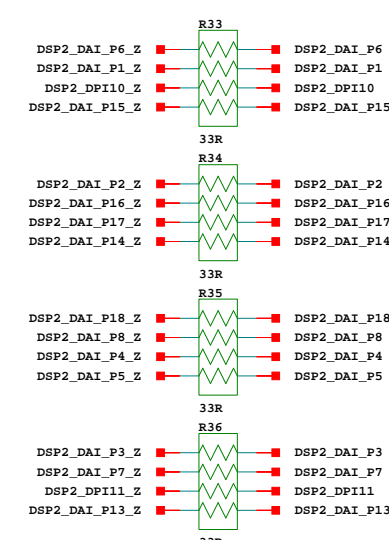 R33
DSP2_DAI_P6_Z DSP2_DAI_P6
DSP2_DAI_P1_Z DSP2_DAI_P1
DSP2_DPI10_Z DSP2_DPI10
DSP2_DAI_P15_Z DSP2_DAI_P15
33R
R34
DSP2_DAI_P2_Z DSP2_DAI_P2
DSP2_DAI_P16_Z DSP2_DAI_P16
DSP2_DAI_P17_Z DSP2_DAI_P17
DSP2_DAI_P14_Z DSP2_DAI_P14
33R
R35
DSP2_DAI_P18_Z DSP2_DAI_P18
DSP2_DAI_P8_Z DSP2_DAI_P8
DSP2_DAI_P4_Z DSP2_DAI_P4
DSP2_DAI_P5_Z DSP2_DAI_P5
33R
R36
DSP2_DAI_P3_Z DSP2_DAI_P3
DSP2_DAI_P7_Z DSP2_DAI_P7
DSP2_DPI11_Z DSP2_DPI11
DSP2_DAI_P13_Z DSP2_DAI_P13